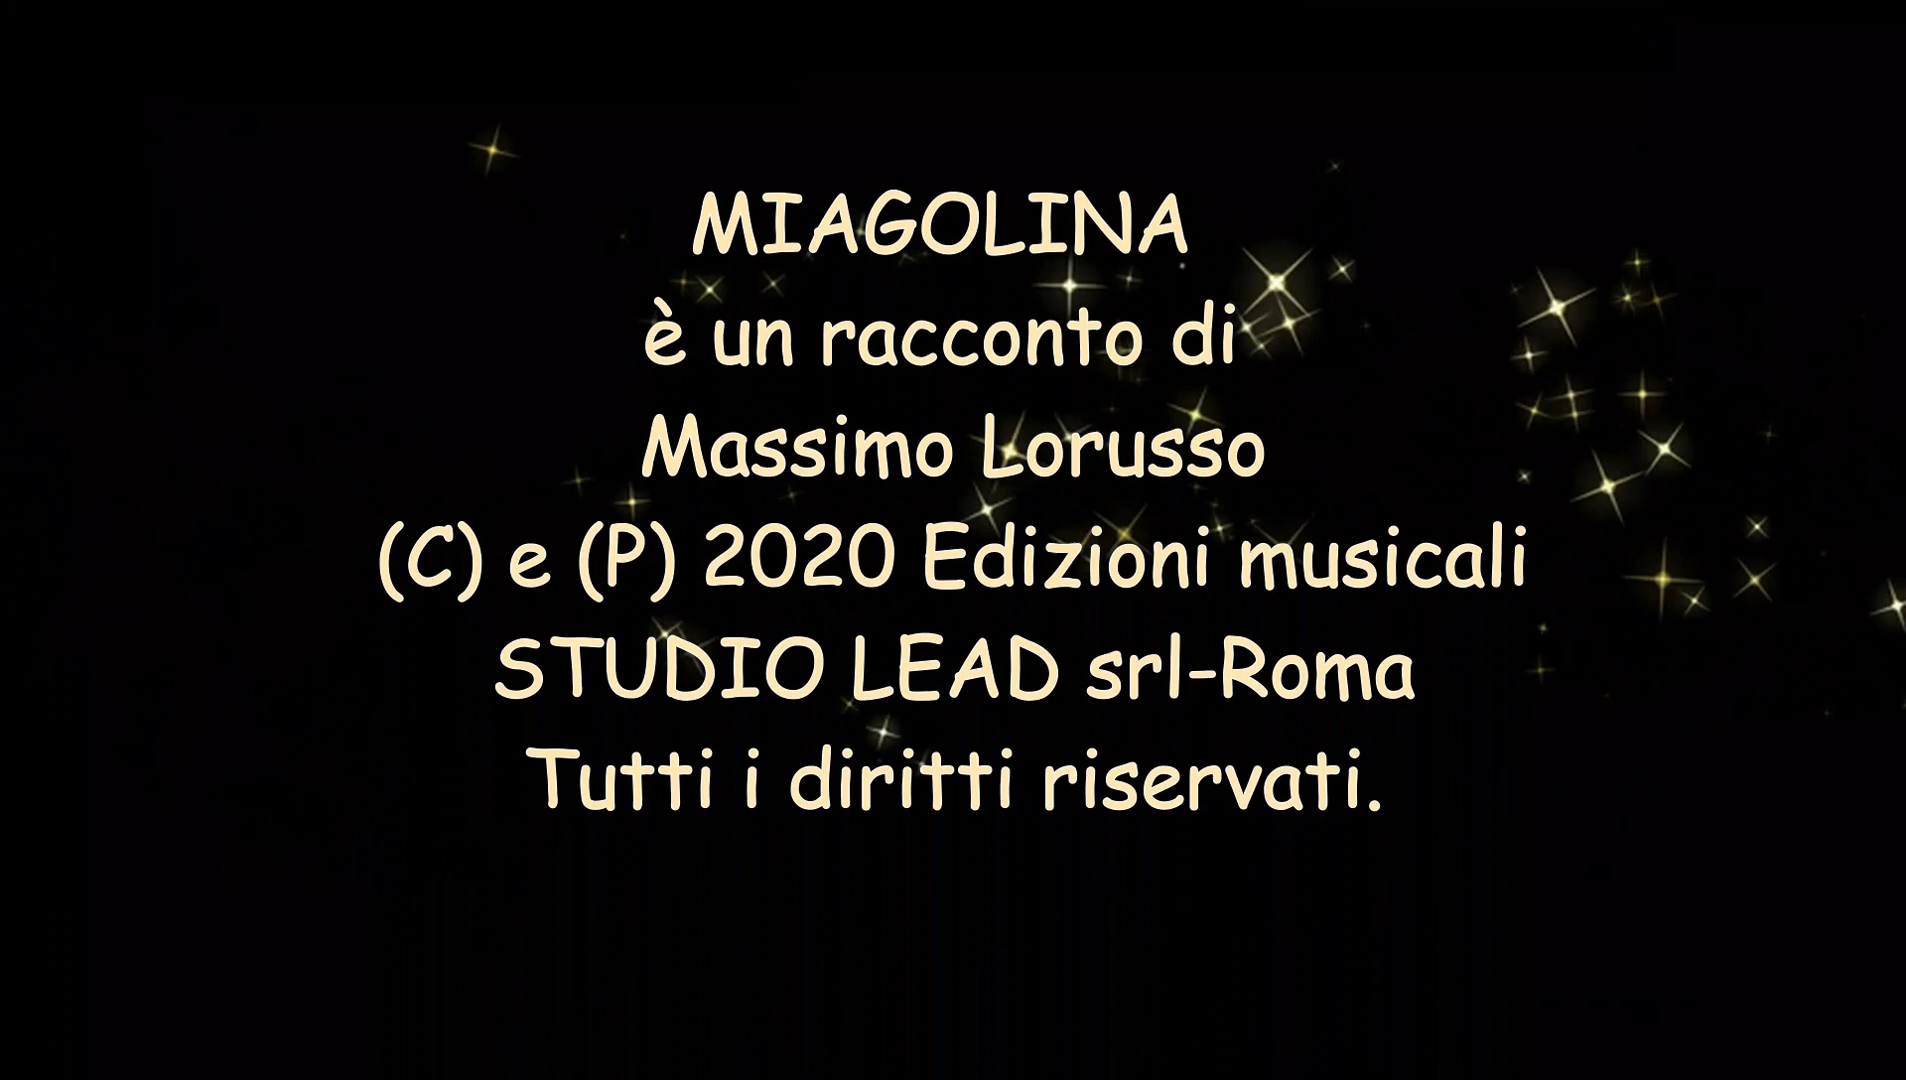 MIAGOLINA
è un racconto di
Massimo Lorusso
(C) e (P) 2020 Edizioni musicali
STUDIO LEAD srl-Roma
Tutti i diritti riservati.